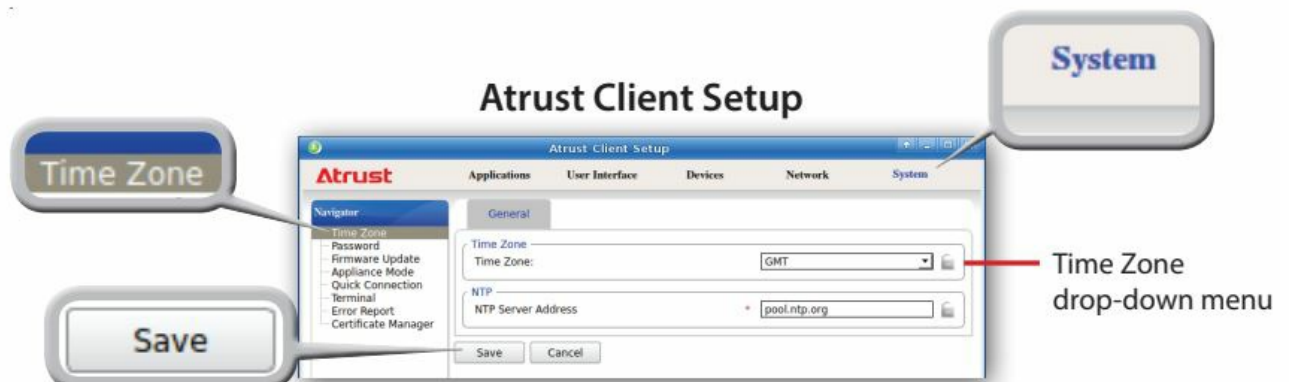 System
Atrust Client Setup
Time Zone
Atrust Client Setup
Atrust
Applications User Interface Devices Network System
Navigator
General
Time Zone
Password
Firmware Update
Appliance Mode
Quick Connection
Terminal
Error Report
Certificate Manager
Time Zone
Time Zone: GMT
NTP
NTP Server Address * pool.ntp.org
Save Cancel
Time Zone
drop-down menu
Save